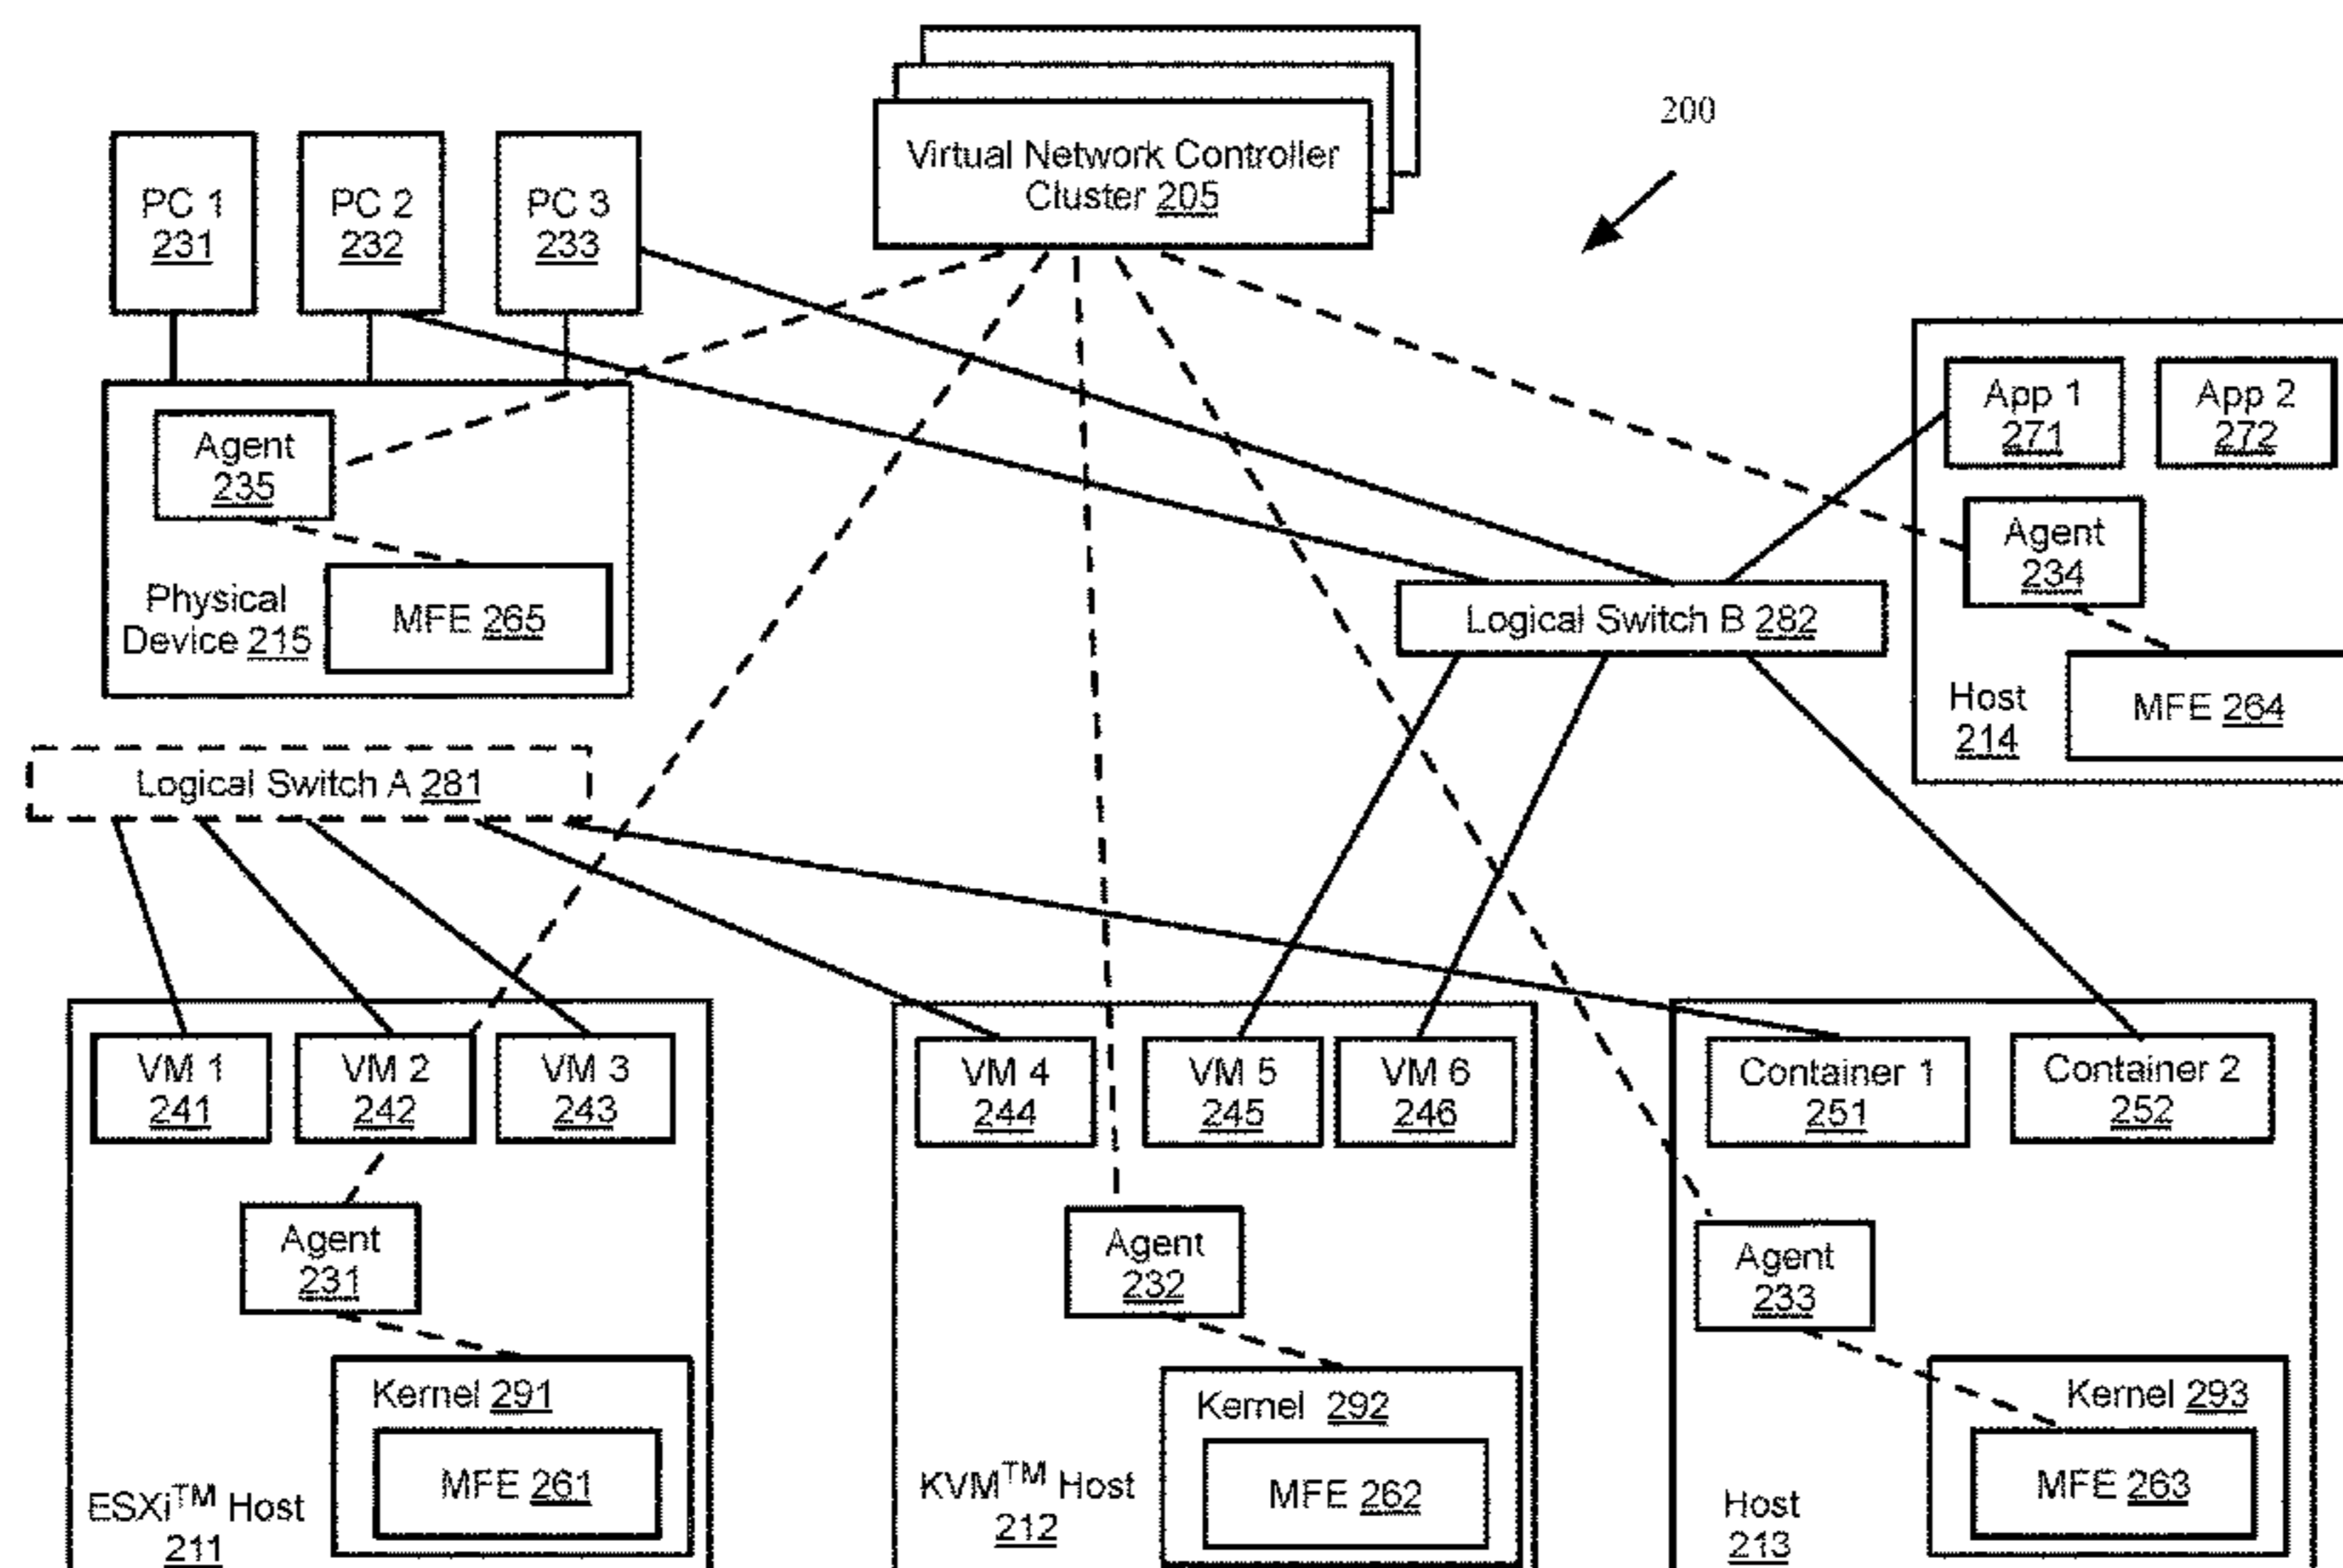 200
Virtual Network Controller
Cluster 205
PC 1
231
PC 2
232
PC 3
233
App 1
271
App 2
272
Agent
235
Agent
234
Physical
Device 215
MFE 265
Logical Switch B 282
Host
214
MFE 264
Logical Switch A 281
VM 1
241
VM 2
242
VM 3
243
VM 4
244
VM 5
245
VM 6
246
Container 1
251
Container 2
252
Agent
231
Agent
232
Agent
233
Kernel 291
MFE 261
ESXi™ Host
211
Kernel 292
MFE 262
KVM™ Host
212
Kernel 293
MFE 263
Host
213